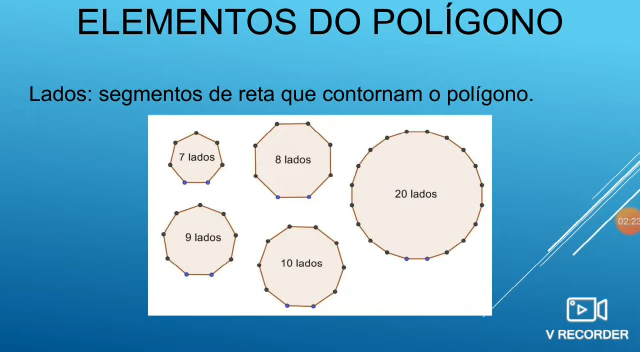 ELEMENTOS DO POLÍGONO
Lados: segmentos de reta que contornam o polígono.
7 lados
8 lados
20 lados
9 lados
10 lados
02:23
V RECORDER